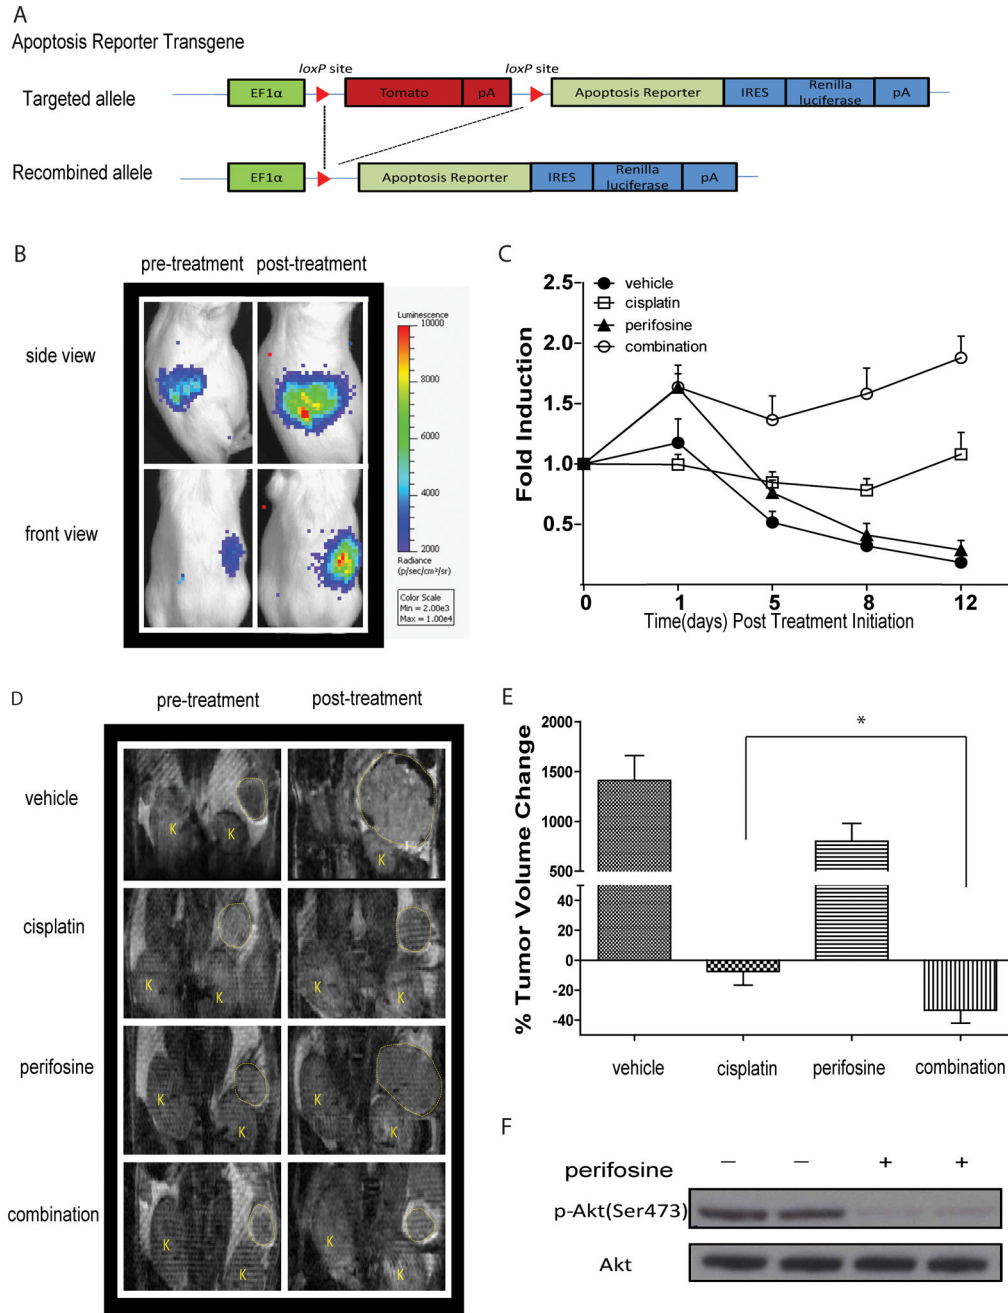 A
Apoptosis Reporter Transgene
loxP site loxP site
Targeted allele EF1α Tomato pA Apoptosis Reporter IRES Renilla luciferase pA
Recombined allele EF1α Apoptosis Reporter IRES Renilla luciferase pA
B
pre-treatment post-treatment
side view
front view
Luminescence
10000
8000
6000
4000
2000
Radiance
(p/sec/cm²/sr)
Color Scale
Min = 2.00e3
Max = 1.00e4
C
vehicle
cisplatin
perifosine
combination
Fold Induction
2.5
2.0
1.5
1.0
0.5
0 1 5 8 12
Time(days) Post Treatment Initiation
D
pre-treatment post-treatment
vehicle
K K K
cisplatin
K K K K
perifosine
K K K K
combination
K K K K
E
% Tumor Volume Change
2000
1500
1000
500
40
20
0
-20
-40
*
vehicle cisplatin perifosine combination
F
perifosine — — + +
p-Akt(Ser473)
Akt